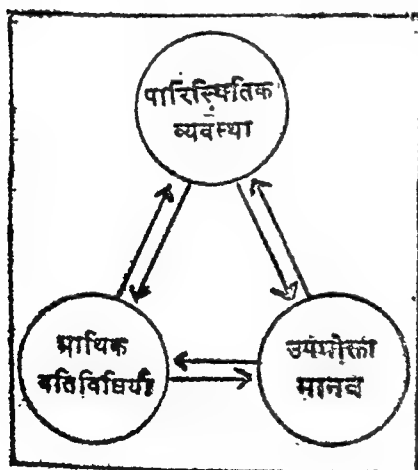 पारिस्थितिक
व्यवस्था
आर्थिक
गतिविधियाँ
उपभोक्ता
मानव